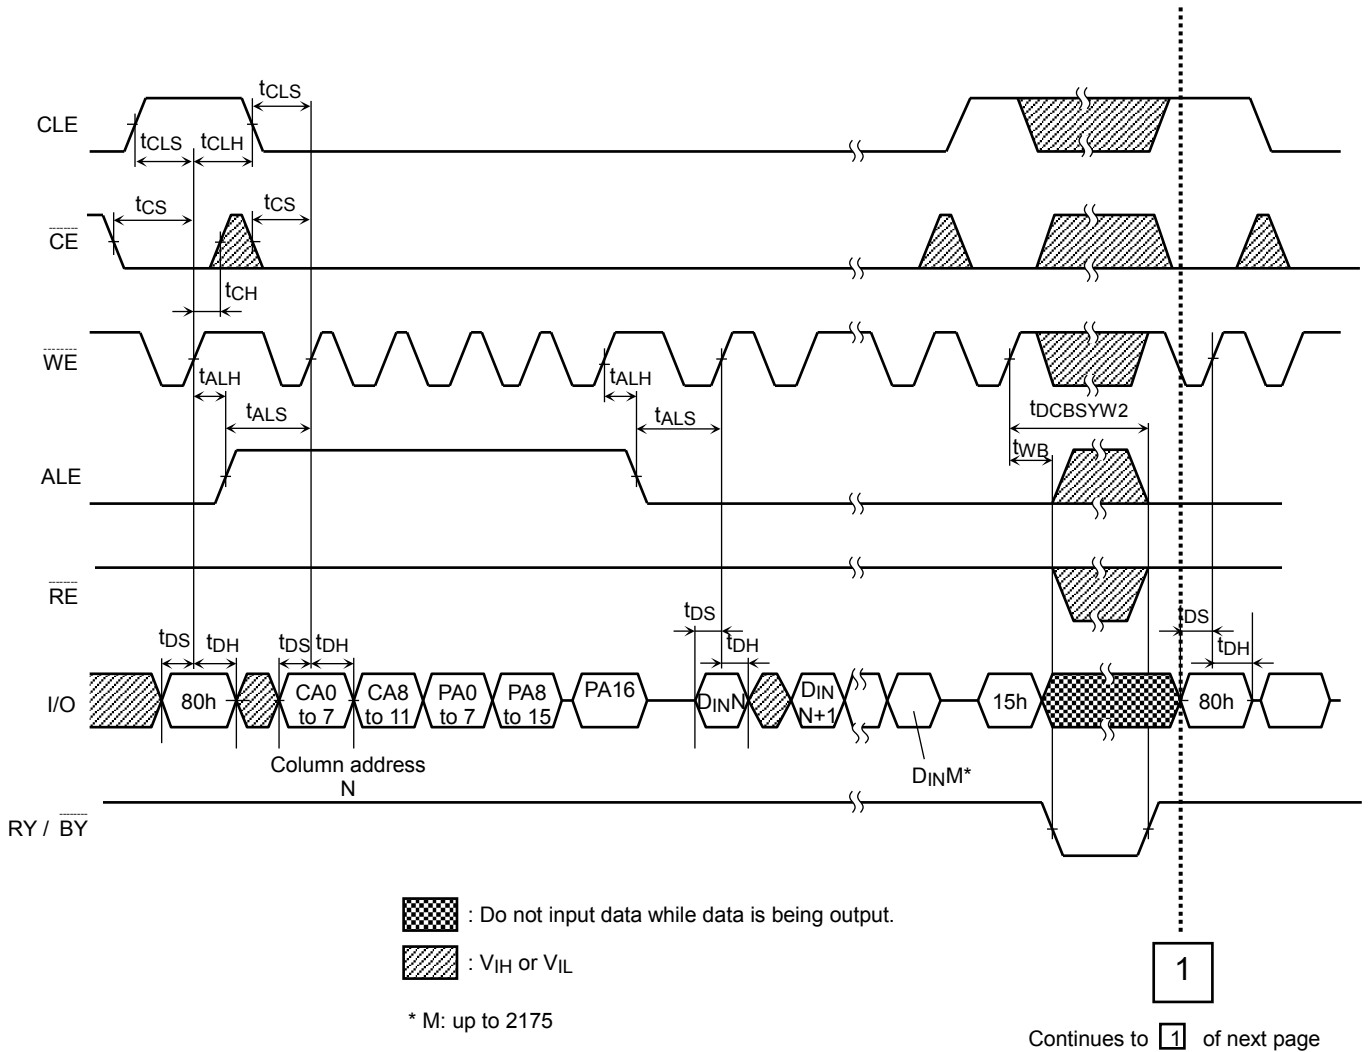 tCLS
CLE
tCLS
tCLH
tCS
tCS
CE
tCH
WE
tALH
tALH
tALS
tALS
tDCBSYW2
tWB
ALE
RE
tDS
tDS
tDH
tDS
tDH
tDH
tDS
tDH
I/O
80h
CA0 to 7
CA8 to 11
PA0 to 7
PA8 to 15
PA16
DINN
DIN N+1
15h
80h
Column address
N
DINM*
RY / BY
: Do not input data while data is being output.
: VIH or VIL
* M: up to 2175
1
Continues to 1 of next page